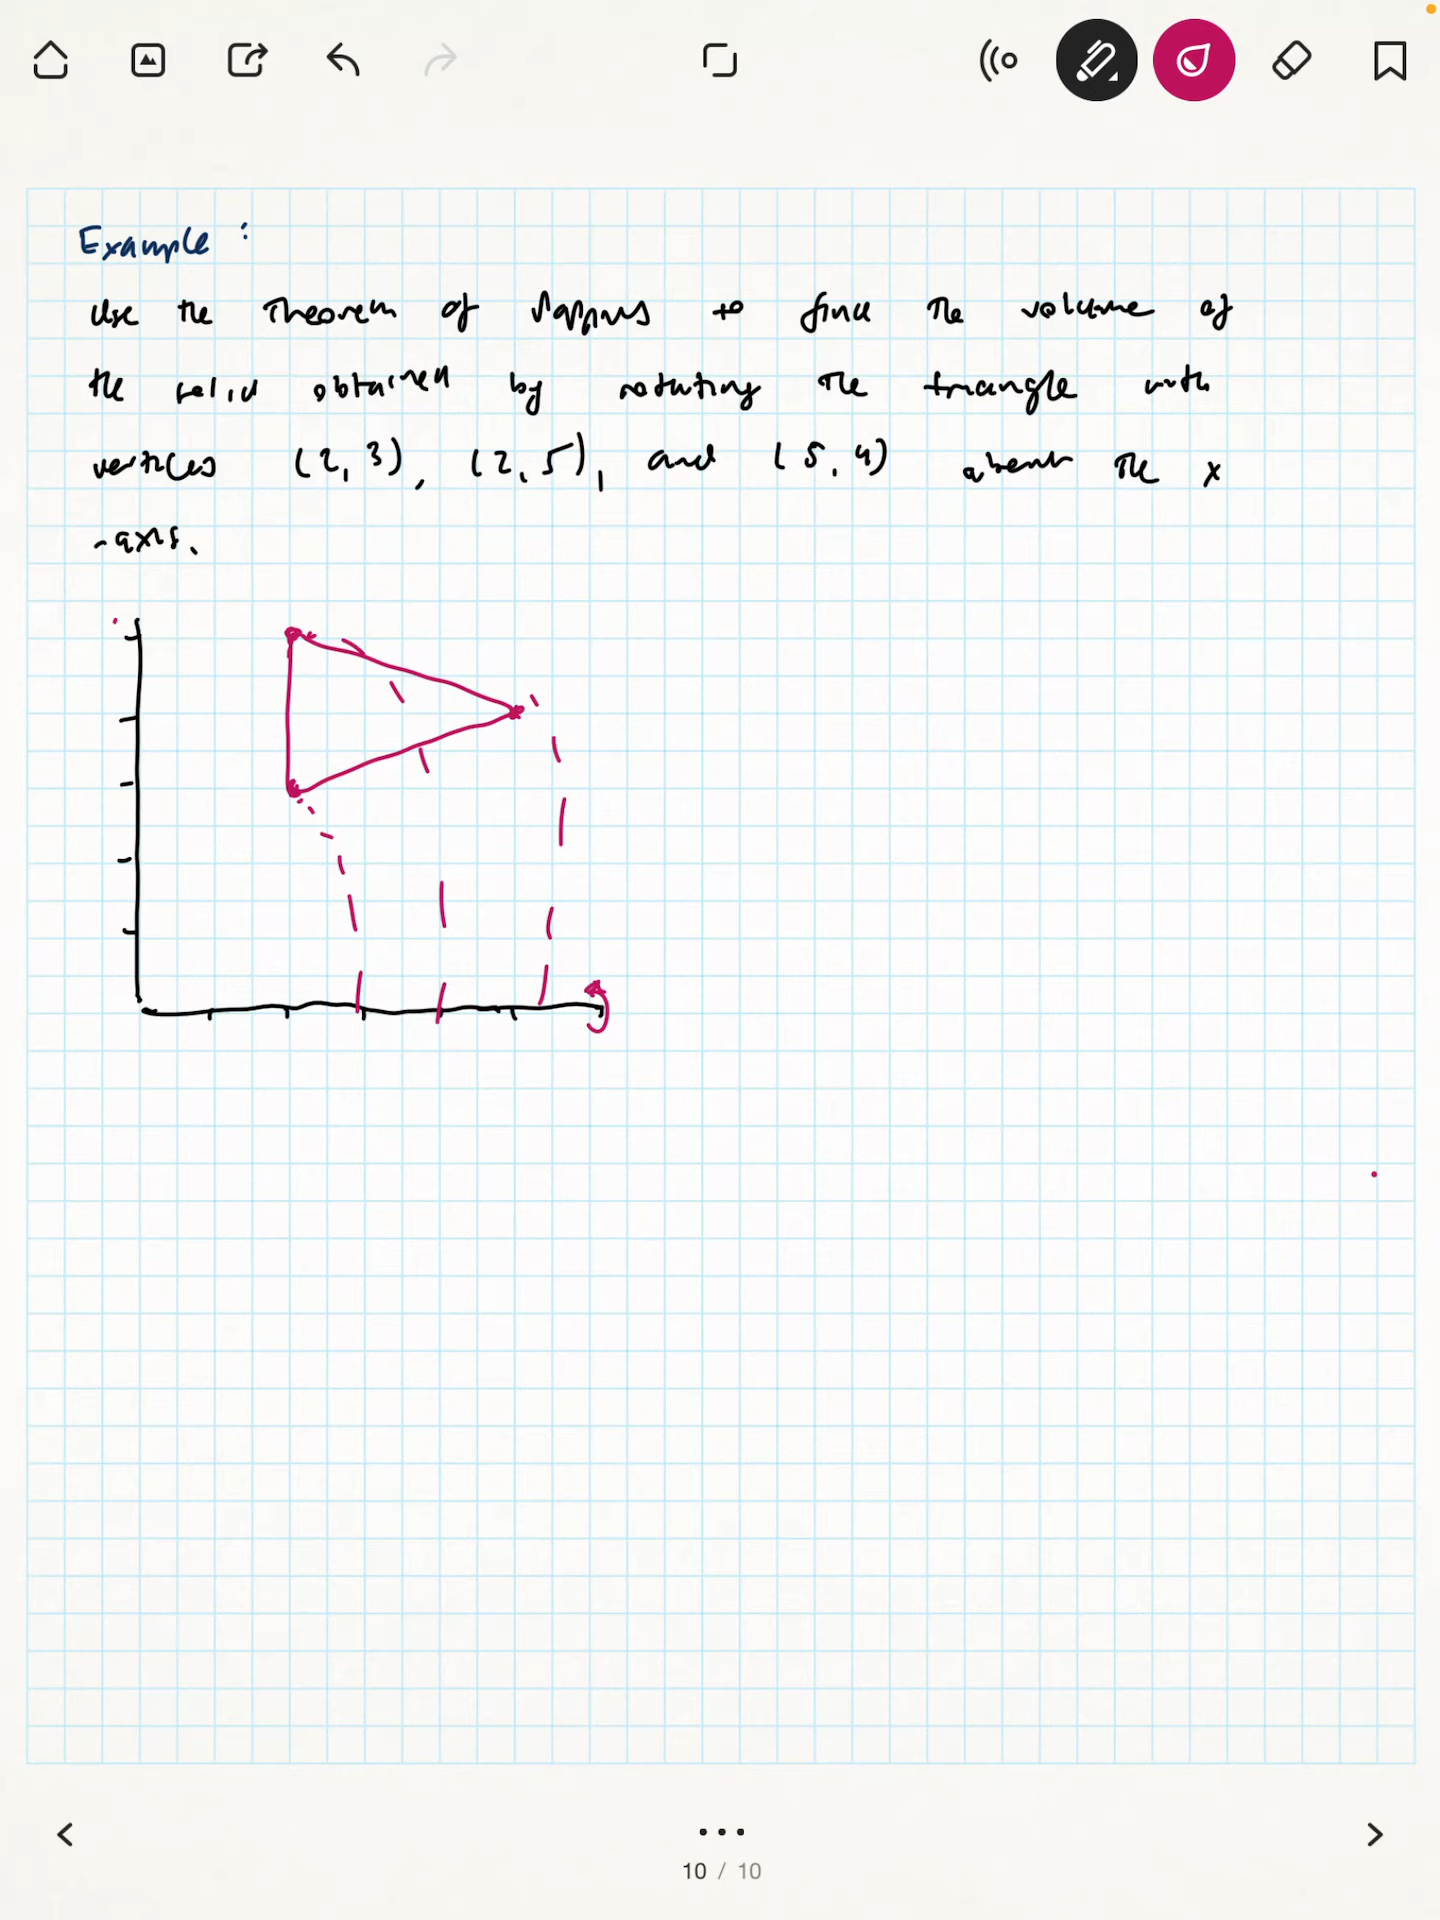 Example :
Use the Theorem of Pappus to find the volume of
the solid obtained by rotating the triangle with
vertices (2, 3), (2, 5), and (5, 4) about the x
-axis.
10 / 10